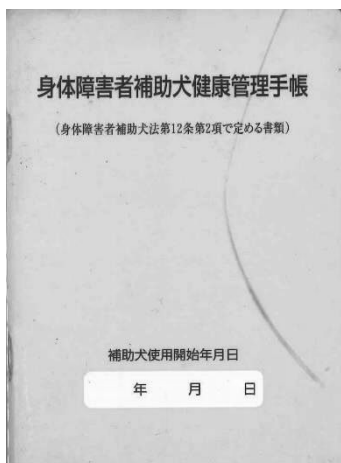 身体障害者補助犬健康管理手帳
（身体障害者補助犬法第12条第2項で定める書類）
補助犬使用開始年月日
年 月 日